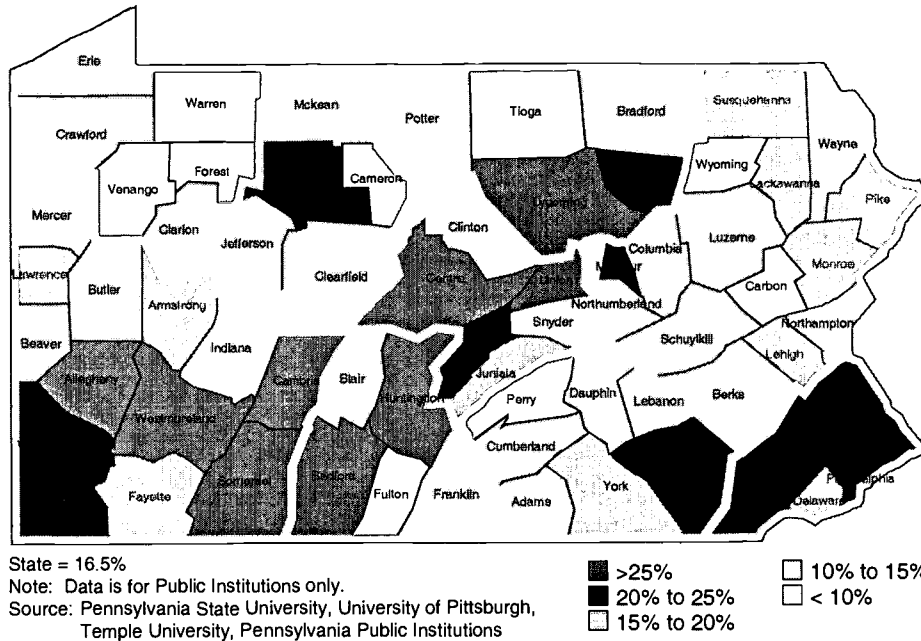 Erie
Warren Mckean Potter Tioga Bradford Susquehanna
Crawford Wayne
Forest Cameron Wyoming
Venango Lackawanna
Lycoming Pike
Mercer Clarion Clinton
Jefferson Columbia Luzerne
Lawrence Clearfield Centre Union Monroe
Butler Armstrong Northumberland Carbon
Beaver Snyder Schuylkill Northampton
Indiana Lehigh
Allegheny Cambria Blair Juniata
Westmoreland Huntingdon Perry Dauphin Lebanon Berks
Cumberland
Somerset Bedford
Fayette Fulton Franklin Adams York Philadelphia
Delaware
State = 16.5%
Note: Data is for Public Institutions only.
Source: Pennsylvania State University, University of Pittsburgh,
Temple University, Pennsylvania Public Institutions
>25% 10% to 15%
20% to 25% < 10%
15% to 20%